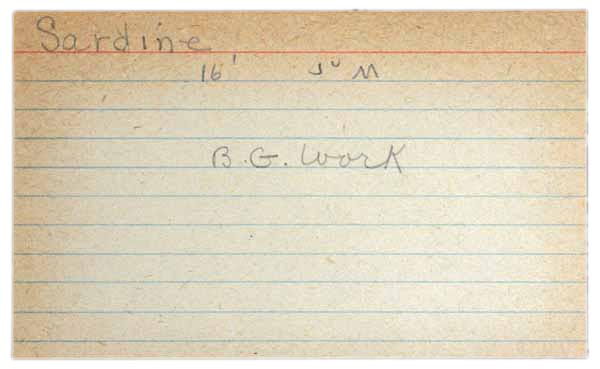 Sardine
16'
B.G. Work